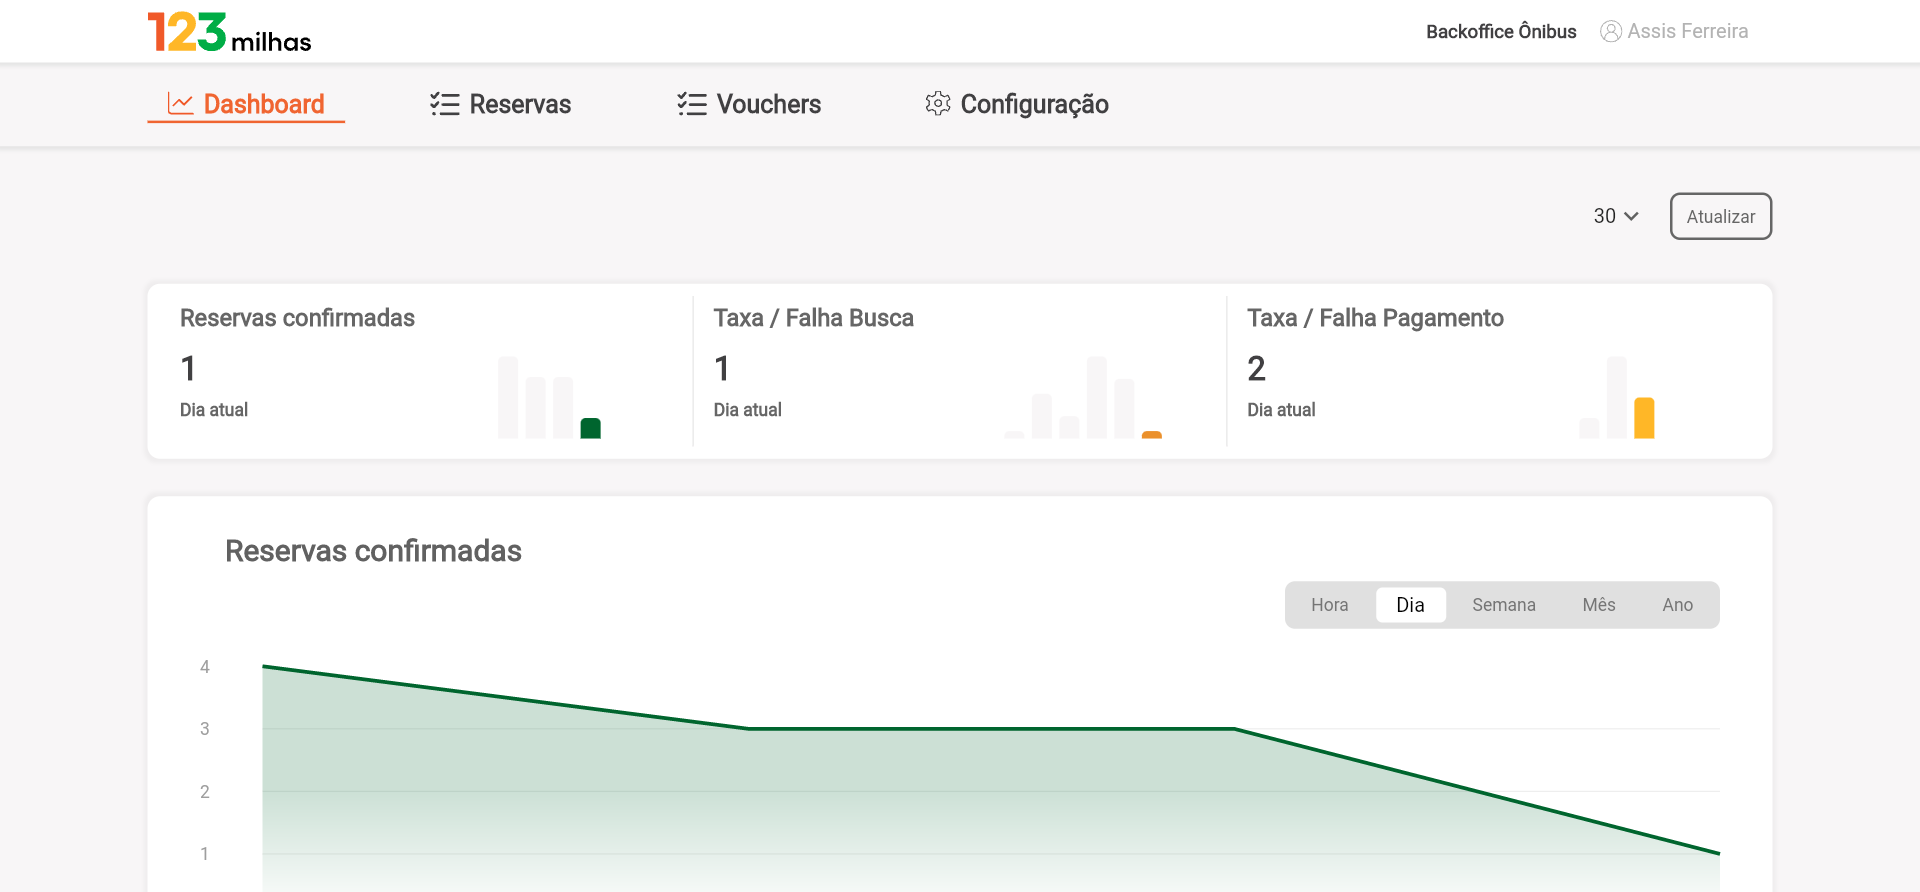 123milhas
Backoffice Ônibus
Assis Ferreira
Dashboard
Reservas
Vouchers
Configuração
30
Atualizar
Reservas confirmadas
1
Dia atual
Taxa / Falha Busca
1
Dia atual
Taxa / Falha Pagamento
2
Dia atual
Reservas confirmadas
Hora
Dia
Semana
Mês
Ano
4
3
2
1